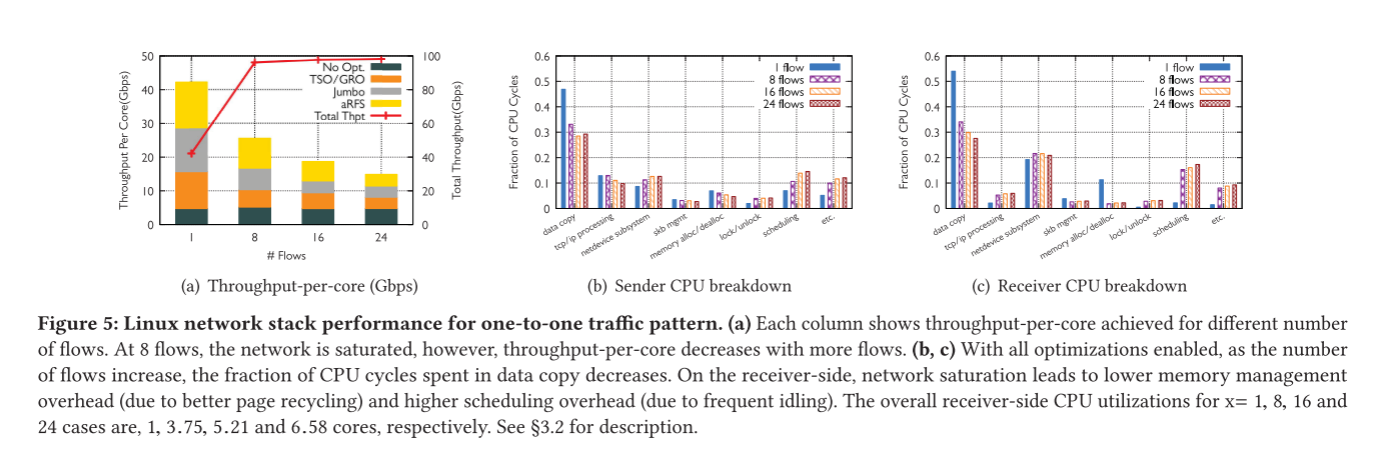 50
40
30
20
10
0
100
80
60
40
20
0
Throughput Per Core(Gbps)
Total Throughput(Gbps)
No Opt.
TSO/GRO
Jumbo
aRFS
Total Thpt
1 8 16 24
# Flows
(a) Throughput-per-core (Gbps)
0.6
0.5
0.4
0.3
0.2
0.1
0
Fraction of CPU Cycles
1 flow
8 flows
16 flows
24 flows
data copy
tcp/ip processing
netdevice subsystem
skb mgmt
memory alloc/dealloc
lock/unlock
scheduling
etc.
(b) Sender CPU breakdown
0.6
0.5
0.4
0.3
0.2
0.1
0
Fraction of CPU Cycles
1 flow
8 flows
16 flows
24 flows
data copy
tcp/ip processing
netdevice subsystem
skb mgmt
memory alloc/dealloc
lock/unlock
scheduling
etc.
(c) Receiver CPU breakdown
Figure 5: Linux network stack performance for one-to-one traffic pattern. (a) Each column shows throughput-per-core achieved for different number
of flows. At 8 flows, the network is saturated, however, throughput-per-core decreases with more flows. (b, c) With all optimizations enabled, as the number
of flows increase, the fraction of CPU cycles spent in data copy decreases. On the receiver-side, network saturation leads to lower memory management
overhead (due to better page recycling) and higher scheduling overhead (due to frequent idling). The overall receiver-side CPU utilizations for x= 1, 8, 16 and
24 cases are, 1, 3.75, 5.21 and 6.58 cores, respectively. See §3.2 for description.